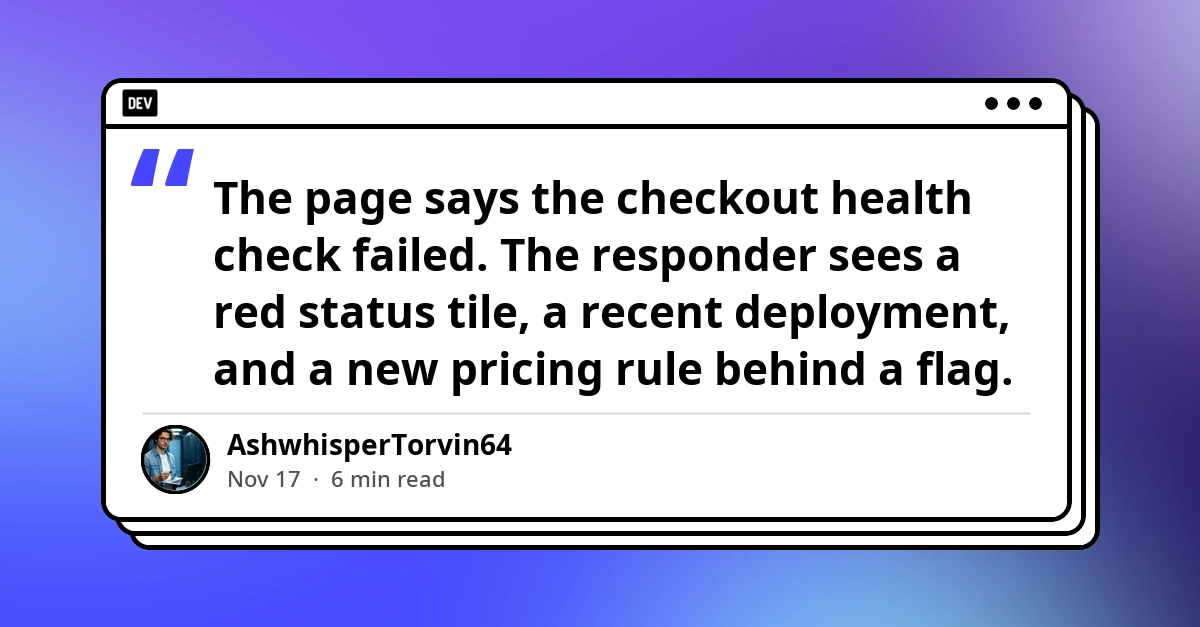 DEV
“
The page says the checkout health
check failed. The responder sees a
red status tile, a recent deployment,
and a new pricing rule behind a flag.
AshwhisperTorvin64
Nov 17 · 6 min read